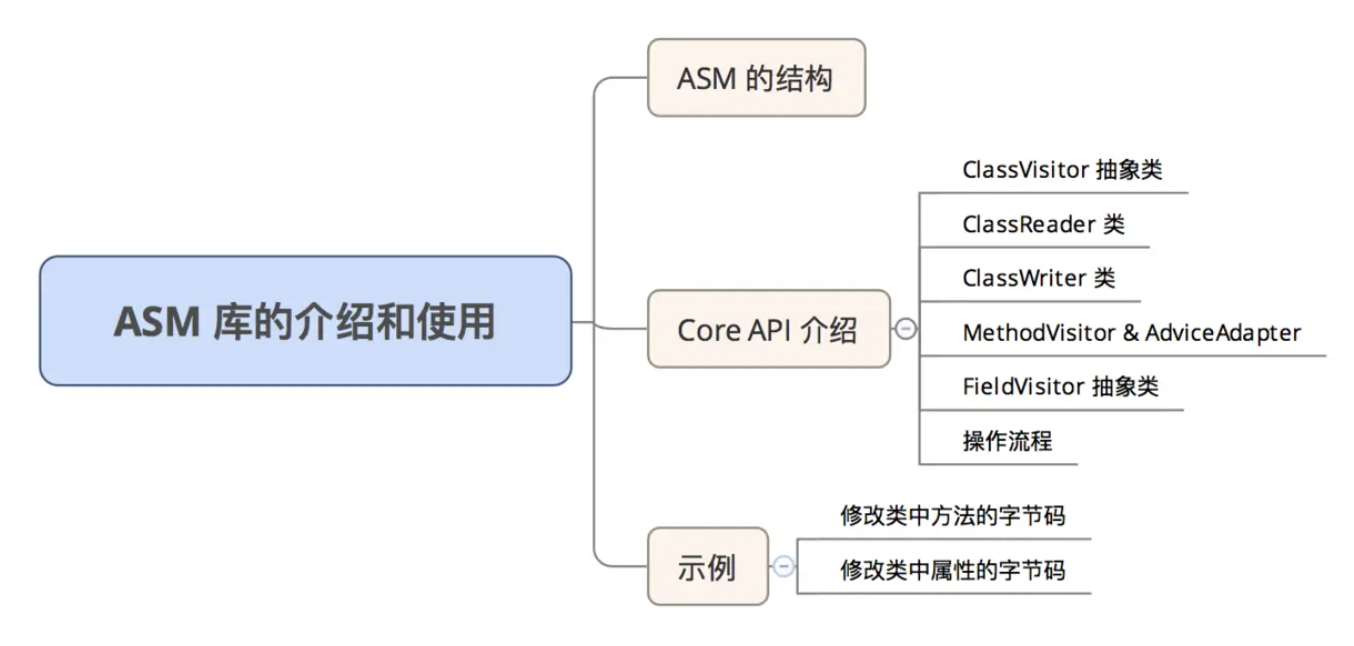 ASM 库的介绍和使用
ASM 的结构
Core API 介绍
ClassVisitor 抽象类
ClassReader 类
ClassWriter 类
MethodVisitor & AdviceAdapter
FieldVisitor 抽象类
操作流程
示例
修改类中方法的字节码
修改类中属性的字节码